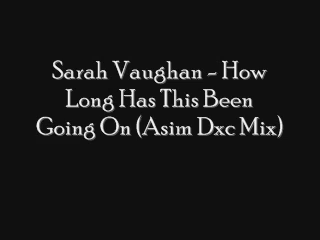 Sarah Vaughan - How
Long Has This Been
Going On (Asim Dxc Mix)